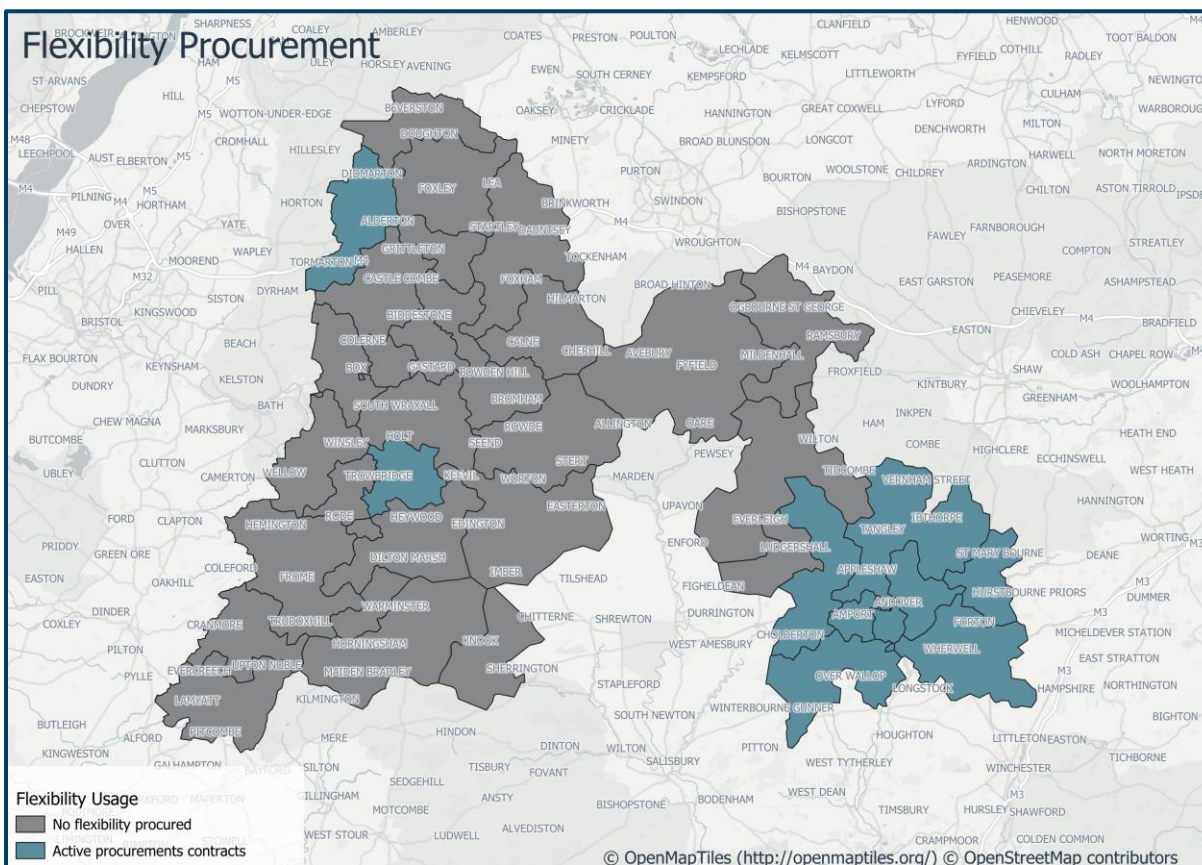 Flexibility Procurement
BROCKWEIR
SHARPNESS
COALEY
AMBERLEY
COATES
PRESTON
POULTON
CLANFIELD
HENWOOD
HAM
ULEY
HORSLEY
AVENING
LECHLADE
KELMSCOTT
COTHILL
TOOT BALDON
ST ARVANS
EWEN
SOUTH CERNEY
KEMPSFORD
FYFIELD
RADLEY
CHEPSTOW
HILL
M5
WOTTON-UNDER-EDGE
BEVERSTON
OAKSEY
CRICKLADE
HANNINGTON
LITTLEWORTH
NEWINGTON
GREAT COXWELL
LYFORD
CULHAM
WARBOROUGH
M48
CROMHALL
DOUGHTON
MINETY
BROAD BLUNSDON
LONGCOT
DENCHWORTH
MILTON
LEECHPOOL
AUST
ELBERTON
M5
HILLESLEY
PURTON
WOOLSTONE
ARDINGTON
HARWELL
NORTH MORETON
M4
DIDMARTON
FOXLEY
LEA
BOURTON
CHILDREY
CHILTON
ASTON TIRROLD
PILNING
M4
HORTHAM
HORTON
BRINKWORTH
M4
SWINDON
BISHOPSTONE
IPSDEN
OVER
YATE
ALDERTON
STARTLEY
DAUNTSEY
FARNBOROUGH
M49
WAPLEY
GRITTLETON
WROUGHTON
FAWLEY
COMPTON
STREATLEY
HALLEN
MOOREND
TORMARTON
M4
TOCKENHAM
M4
BAYDON
PEASEMORE
ALDWORTH
M32
CASTLE COMBE
FOXHAM
BROAD HINTON
EAST GARSTON
ASHAMPSTEAD
PILL
SISTON
DYRHAM
HILMARTON
OGBOURNE ST GEORGE
CHIEVELEY
M4
BRISTOL
KINGSWOOD
BIDDESTONE
EASTON
BRADFIELD
BEACH
COLERNE
CALNE
CHERHILL
AVEBURY
RAMSBURY
M4
FLAX BOURTON
KEYNSHAM
BOX
GASTARD
BOWDEN HILL
FYFIELD
MILDENHALL
SHAW
COLD ASH
CHAPEL ROW
KELSTON
FROXFIELD
KINTBURY
DUNDRY
BATH
SOUTH WRAXALL
BROMHAM
GREENHAM
WOOLHAMPTON
CHEW MAGNA
ROWDE
ALLINGTON
OARE
INKPEN
BUTCOMBE
MARKSBURY
WINSLEY
HOLT
SEEND
PEWSEY
WILTON
HAM
COMBE
HIGHCLERE
HEATH END
UBLEY
CLUTTON
CAMERTON
WELLOW
TROWBRIDGE
KEEVIL
STERT
MARDEN
TIDCOMBE
ECCHINSWELL
WORTON
VERNHAM STREET
WEST HEATH
FORD
CLAPTON
HEMINGTON
RODE
HEYWOOD
EASTERTON
UPAVON
HANNINGTON
PRIDDY
EDINGTON
EVERLEIGH
TANGLEY
IBTHORPE
GREEN ORE
DILTON MARSH
ENFORD
LUDGERSHALL
WORTING
M3
COLEFORD
ST MARY BOURNE
DEANE
EASTON
OAKHILL
FROME
IMBER
TILSHEAD
FIGHELDEAN
APPLESHAW
M3
DINDER
HURSTBOURNE PRIORS
DUMMER
COXLEY
CRANMORE
TRUDOXHILL
WARMINSTER
CHITTERNE
SHREWTON
DURRINGTON
AMPORT
ANDOVER
PILTON
HORNINGSHAM
KNOOK
WEST AMESBURY
CHOLDERTON
FORTON
MICHELDEVER STATION
PYLLE
EVERCREECH
UPTON NOBLE
MAIDEN BRADLEY
SHERRINGTON
WHERWELL
M3
EAST STRATTON
LAMYATT
STAPLEFORD
OVER WALLOP
LONGSTOCK
HAMPSHIRE
NORTHINGTON
BUTLEIGH
ALFORD
PITCOMBE
KILMINGTON
SOUTH NEWTON
WINTERBOURNE GUNNER
BIGHTON
KINGWESTON
MERE
HINDON
DINTON
WILTON
PITTON
HOUGHTON
LITTLETON
EASTON
TICHBORNE
GALHAMPTON
BAYFORD
SILTON
TISBURY
FOVANT
SALISBURY
WEST TYTHERLEY
WINCHESTER
SEDGEHILL
M3
GILLINGHAM
MOTCOMBE
ANSTY
BISHOPSTONE
BODENHAM
WEST DEAN
TIMSBURY
HURSLEY
SHAWFORD
WEST STOUR
LUDWELL
ALVEDISTON
CRAMPMOOR
COLDEN COMMON
Flexibility Usage
No flexibility procured
Active procurements contracts
© OpenMapTiles (http://openmaptiles.org/) © OpenStreetMap contributors